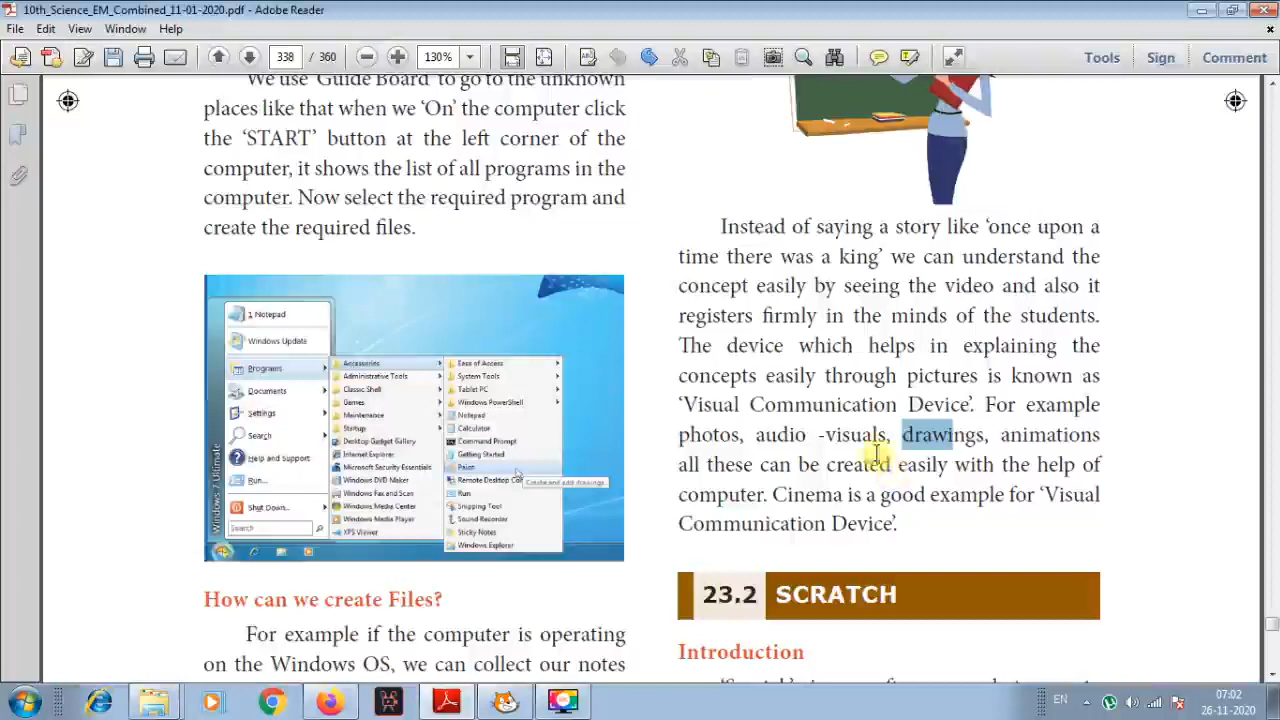 10th_Science_EM_Combined_11-01-2020.pdf - Adobe Reader
File Edit View Window Help
338 / 360 130% Tools Sign Comment
We use 'Guide Board' to go to the unknown
places like that when we 'On' the computer click
the 'START' button at the left corner of the
computer, it shows the list of all programs in the
computer. Now select the required program and
create the required files.
1 Notepad
Windows Update
Programs
Documents
Settings
Search
Help and Support
Run...
Shut Down...
Search
Windows 7 Ultimate
Accessories
Administrative Tools
Classic Shell
Games
Maintenance
Startup
Desktop Gadget Gallery
Internet Explorer
Microsoft Security Essentials
Windows DVD Maker
Windows Fax and Scan
Windows Media Center
Windows Media Player
XPS Viewer
Ease of Access
System Tools
Tablet PC
Windows PowerShell
Notepad
Calculator
Command Prompt
Getting Started
Paint
Remote Desktop Co
Create and edit drawings.
Run
Snipping Tool
Sound Recorder
Sticky Notes
Windows Explorer
How can we create Files?
For example if the computer is operating
on the Windows OS, we can collect our notes
Instead of saying a story like 'once upon a
time there was a king' we can understand the
concept easily by seeing the video and also it
registers firmly in the minds of the students.
The device which helps in explaining the
concepts easily through pictures is known as
'Visual Communication Device'. For example
photos, audio -visuals, drawings, animations
all these can be created easily with the help of
computer. Cinema is a good example for 'Visual
Communication Device'.
23.2 SCRATCH
Introduction
EN
07:02
26-11-2020